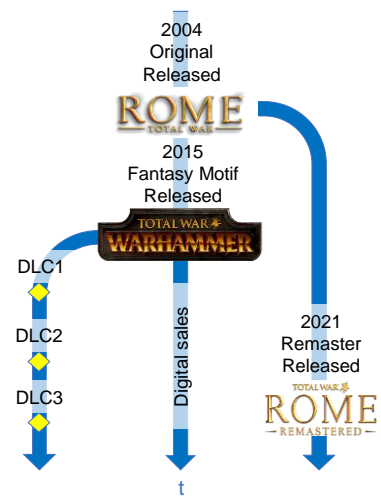 2004
Original
Released
ROME
TOTAL WAR
2015
Fantasy Motif
Released
TOTAL WAR
WARHAMMER
DLC1
DLC2
DLC3
Digital sales
2021
Remaster
Released
TOTAL WAR
ROME
REMASTERED
t